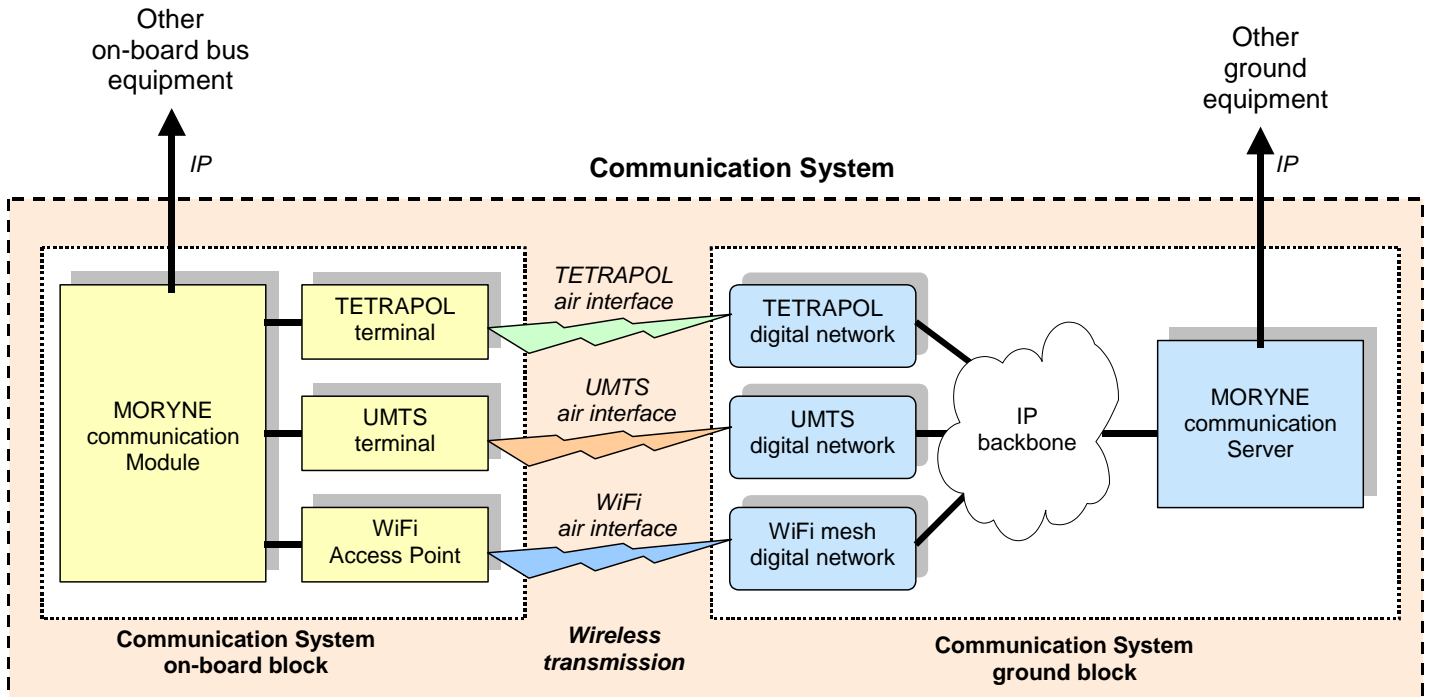 Other
on-board bus
equipment
Other
ground
equipment
IP
IP
Communication System
TETRAPOL
air interface
TETRAPOL
terminal
TETRAPOL
digital network
MORYNE
communication
Module
UMTS
air interface
UMTS
terminal
UMTS
digital network
IP
backbone
MORYNE
communication
Server
WiFi
air interface
WiFi
Access Point
WiFi mesh
digital network
Communication System
on-board block
Wireless
transmission
Communication System
ground block